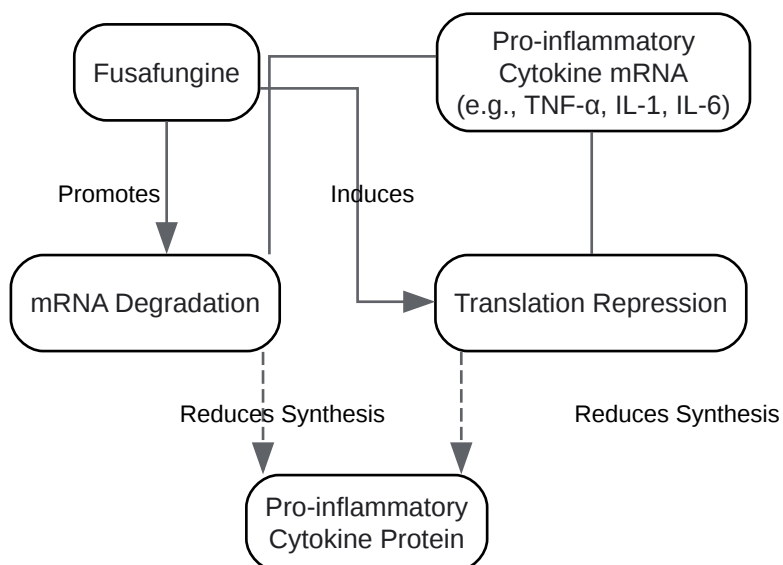 Fusafungine
Pro-inflammatory
Cytokine mRNA
(e.g., TNF-α, IL-1, IL-6)
Promotes
Induces
mRNA Degradation
Translation Repression
Reduces Synthesis
Reduces Synthesis
Pro-inflammatory
Cytokine Protein